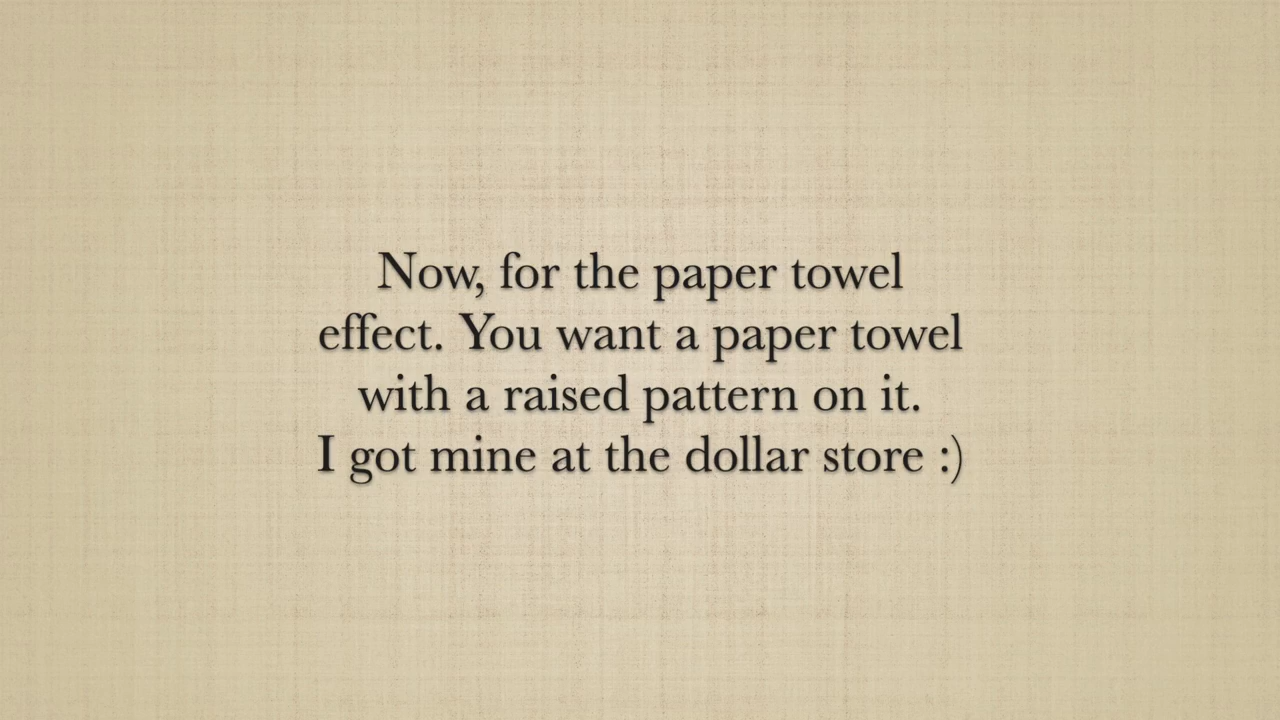 Now, for the paper towel
effect. You want a paper towel
with a raised pattern on it.
I got mine at the dollar store :)